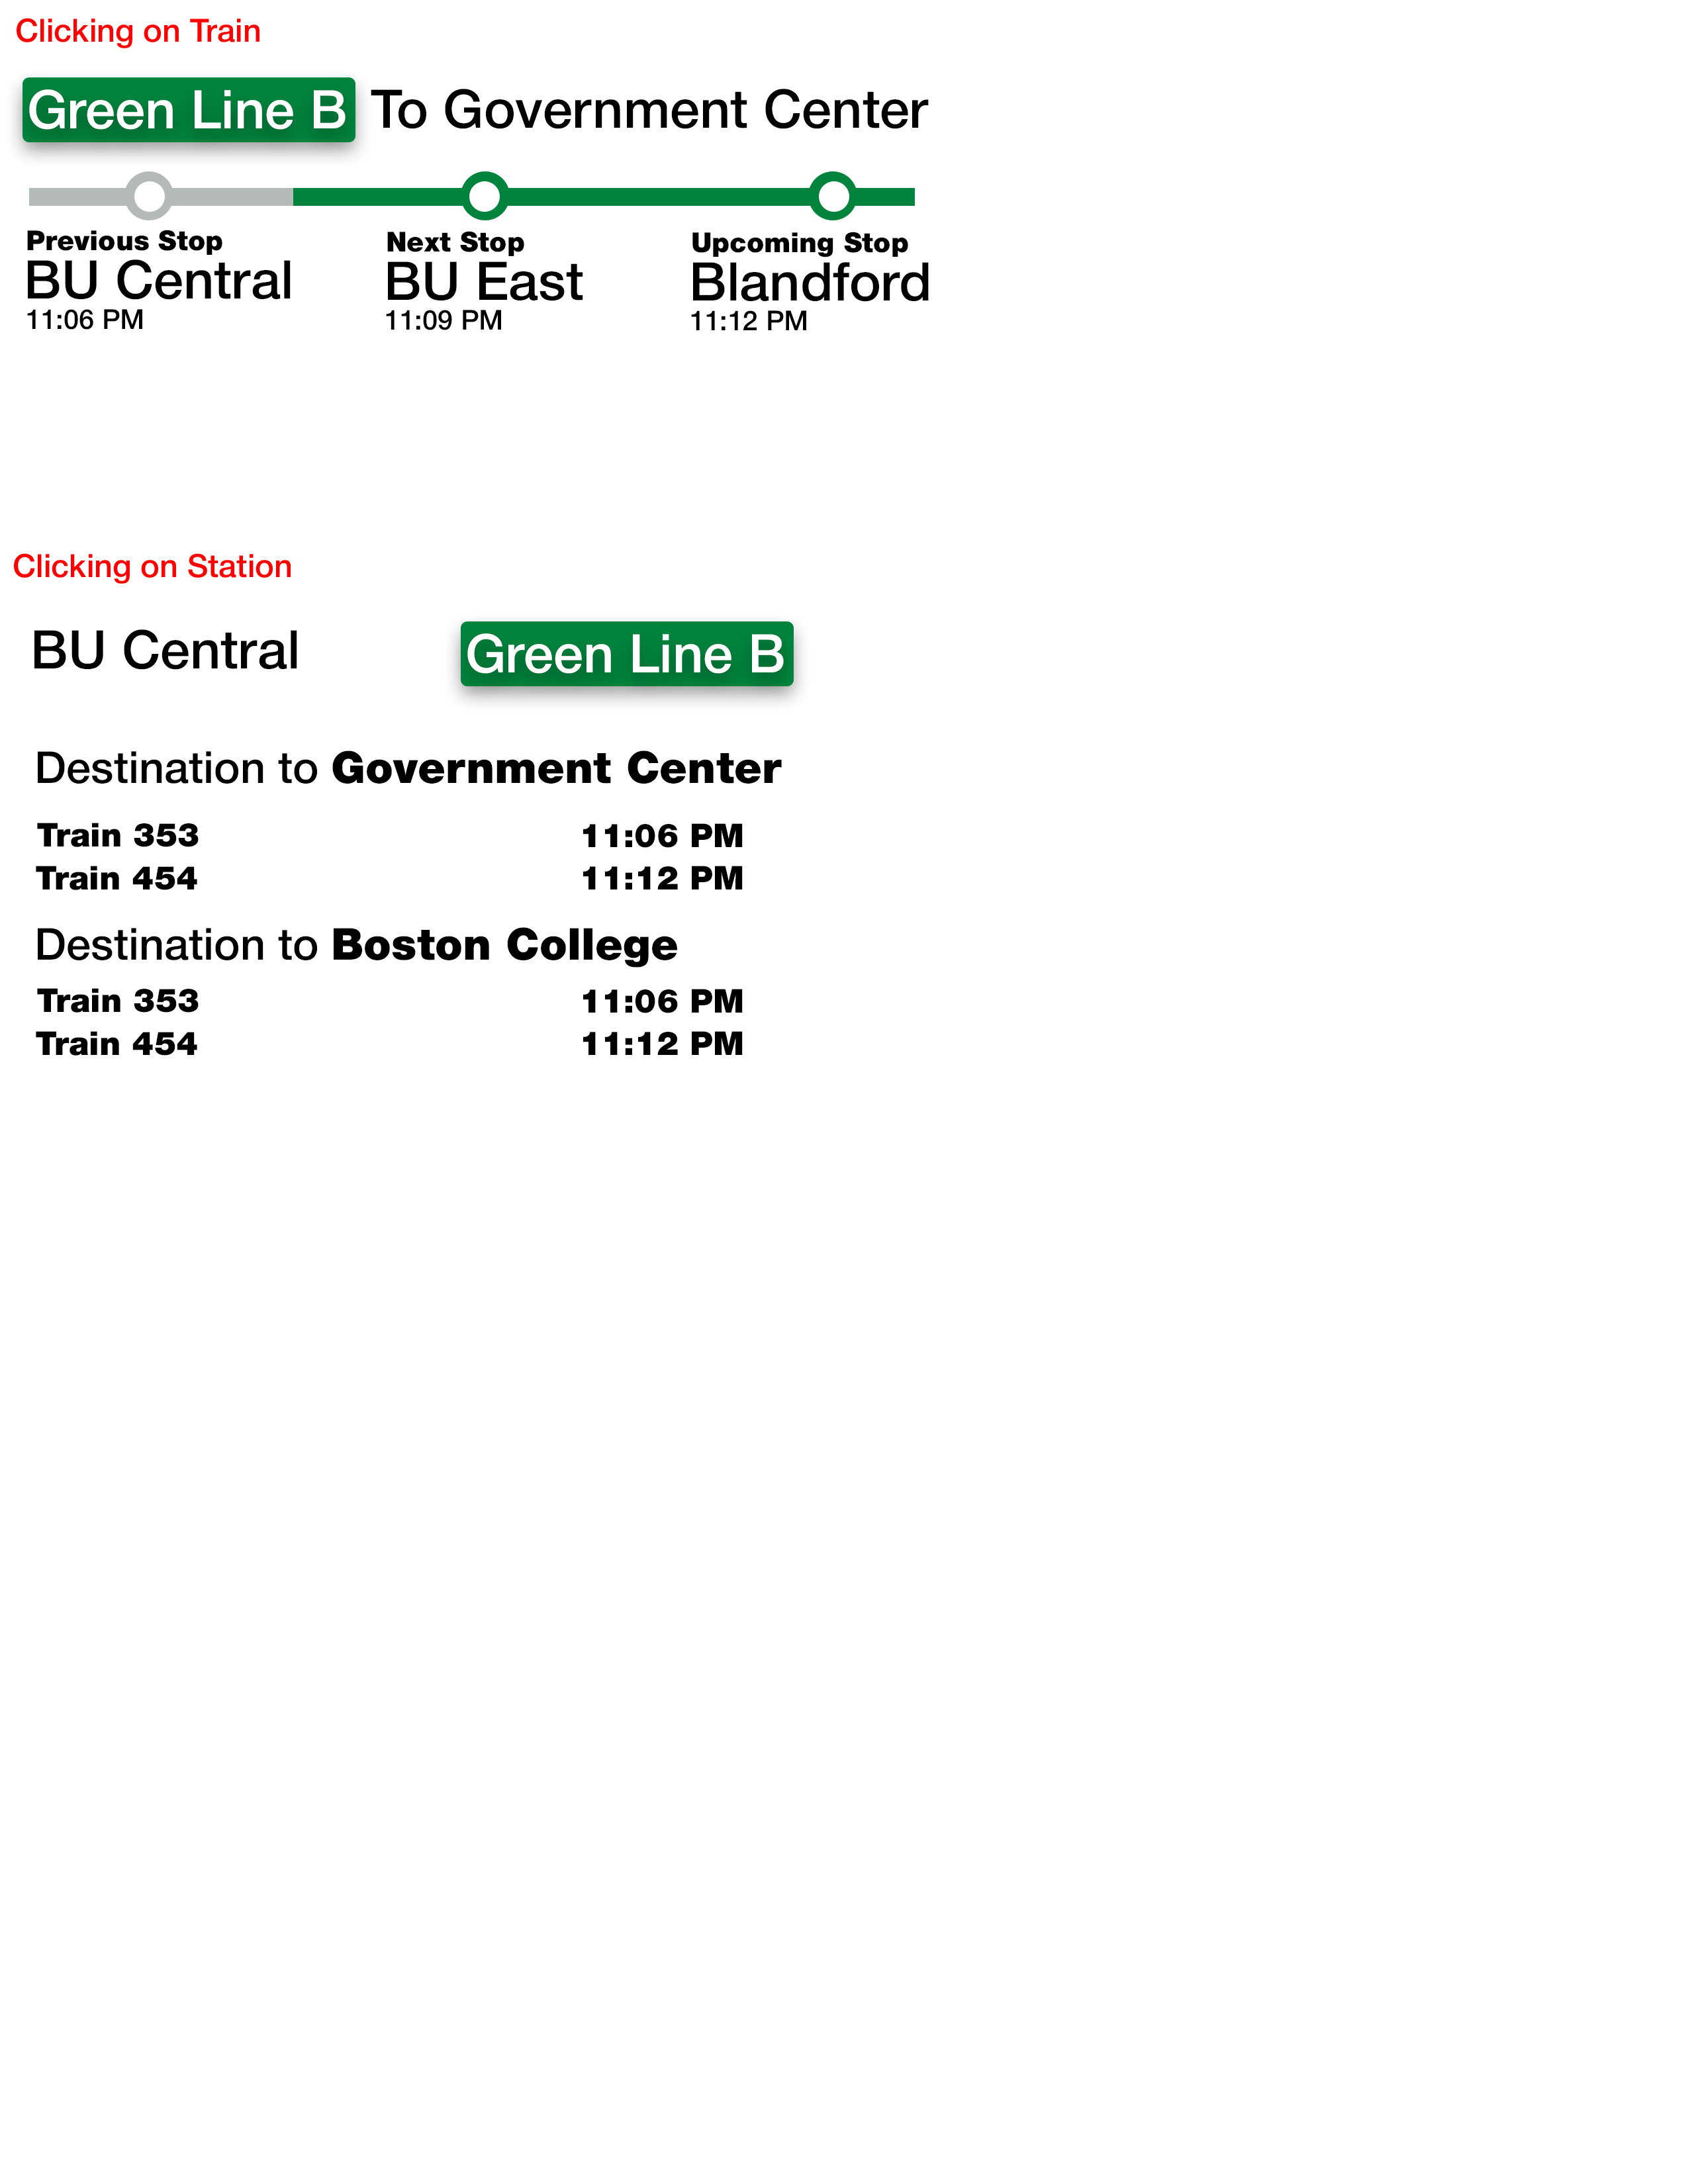 Clicking on Train
Green Line B To Government Center
Previous Stop
BU Central
11:06 PM
Next Stop
BU East
11:09 PM
Upcoming Stop
Blandford
11:12 PM
Clicking on Station
BU Central
Green Line B
Destination to Government Center
Train 353 11:06 PM
Train 454 11:12 PM
Destination to Boston College
Train 353 11:06 PM
Train 454 11:12 PM